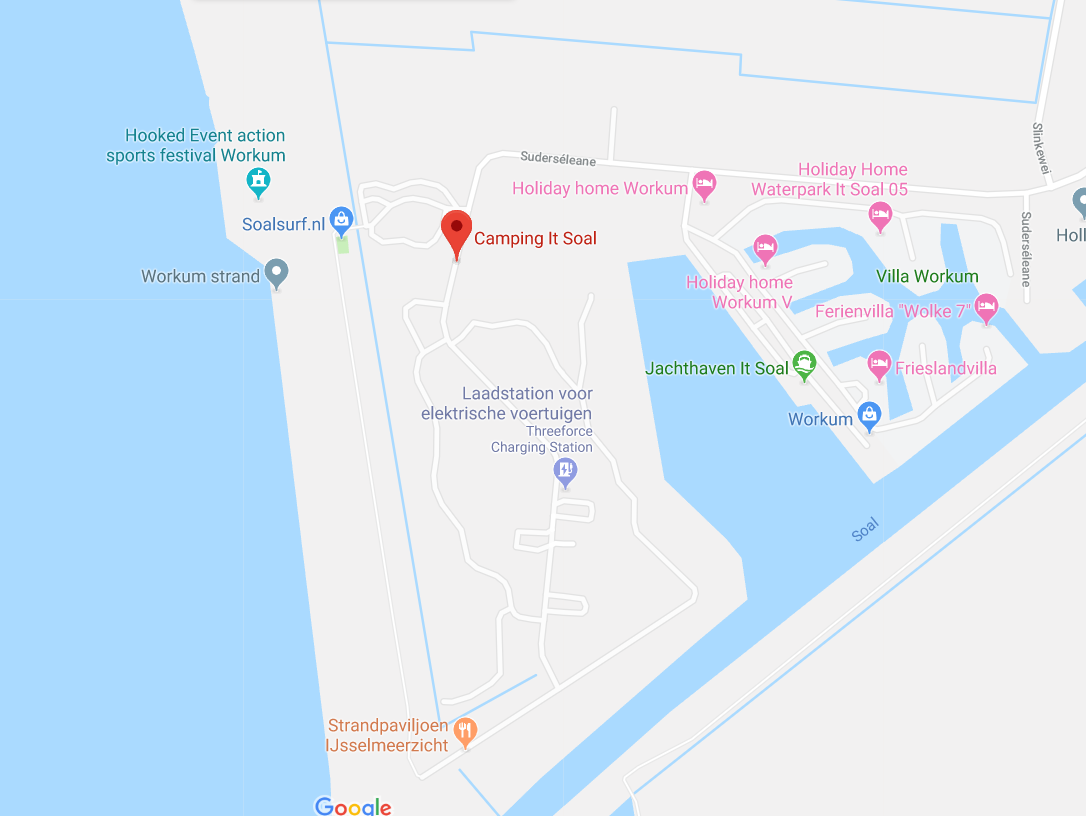 Hooked Event action
sports festival Workum
Suderséleane
Slinkewei
Holiday Home
Waterpark It Soal 05
Holiday home Workum
Soalsurf.nl
Camping It Soal
Suderséleane
Holl
Workum strand
Villa Workum
Holiday home
Workum V
Ferienvilla "Wolke 7"
Jachthaven It Soal
Frieslandvilla
Laadstation voor
elektrische voertuigen
Threeforce
Charging Station
Workum
Soal
Strandpaviljoen
IJsselmeerzicht
Google